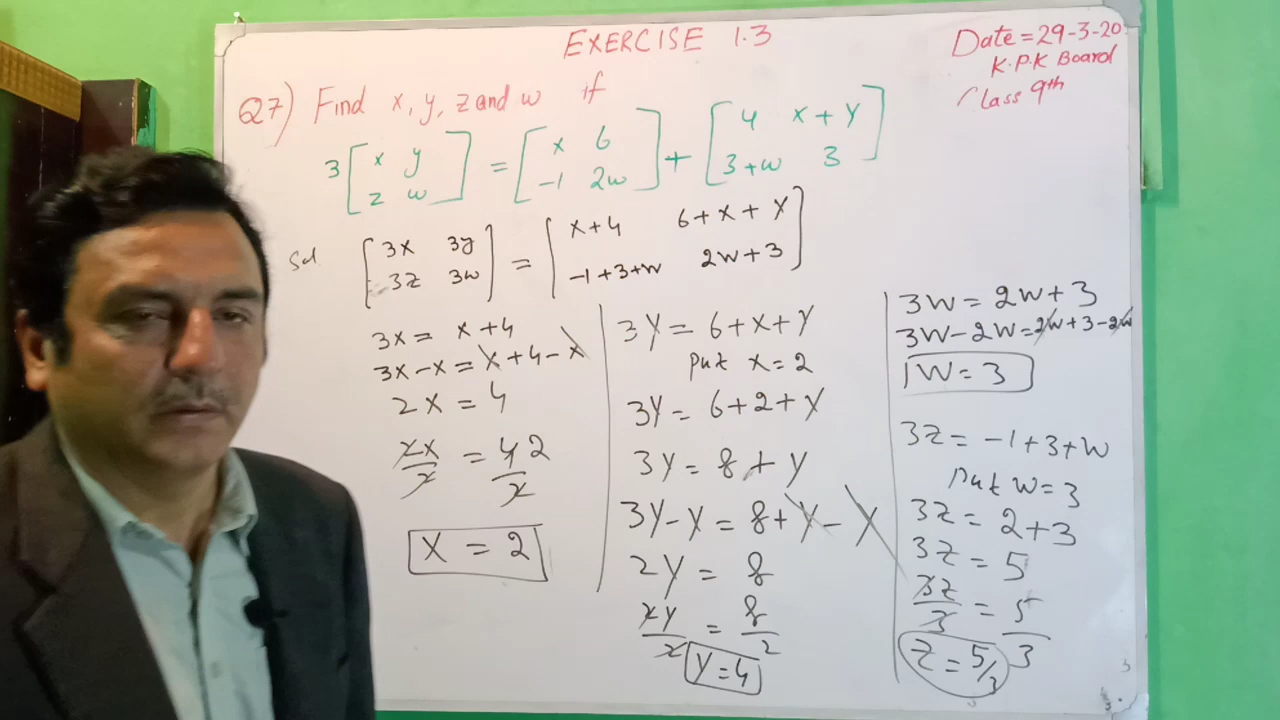 EXERCISE 1.3
Date = 29-3-20
K.P.K Board
Class 9th
Q7) Find x, y, z and w if
3 [x y; z w] = [x 6; -1 2w] + [4 x+y; 3+w 3]
Sol [3x 3y; 3z 3w] = [x+4 6+x+y; -1+3+w 2w+3]
3x = x+4
3x-x = x+4-x
2x = 4
2x/2 = 4/2 2
x = 2
3y = 6+x+y
Put x = 2
3y = 6+2+y
3y = 8+y
3y-y = 8+y-y
2y = 8
2y/2 = 8/2
y = 4
3w = 2w+3
3w-2w = 2w+3-2w
1w = 3
3z = -1+3+w
Put w = 3
3z = 2+3
3z = 5
3z/3 = 5/3
z = 5/3